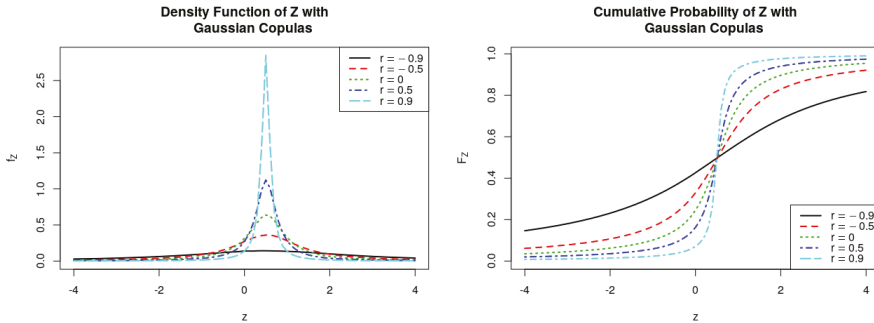 Density Function of Z with
Gaussian Copulas
r = − 0.9
r = − 0.5
r = 0
r = 0.5
r = 0.9
fZ
2.5
2.0
1.5
1.0
0.5
0.0
-4
-2
0
2
4
z
Cumulative Probability of Z with
Gaussian Copulas
FZ
1.0
0.8
0.6
0.4
0.2
0.0
r = − 0.9
r = − 0.5
r = 0
r = 0.5
r = 0.9
-4
-2
0
2
4
z